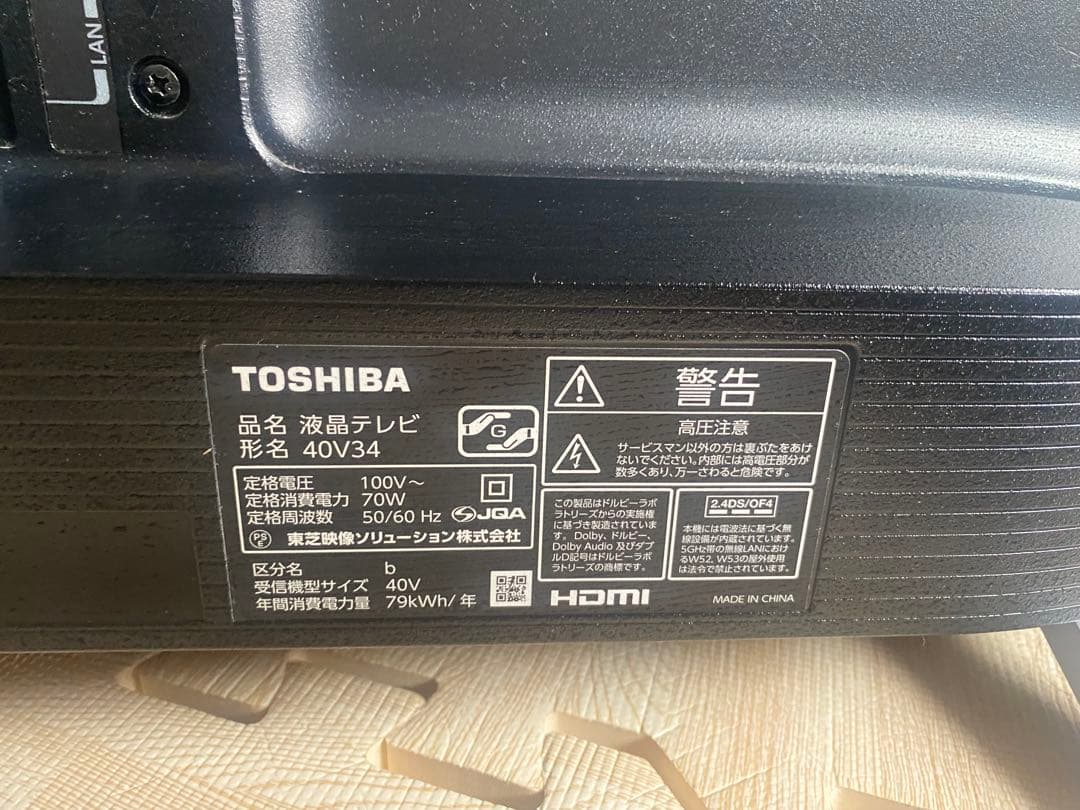 LAN
TOSHIBA
品名 液晶テレビ
形名 40V34
G
定格電圧 100V～
定格消費電力 70W
定格周波数 50/60 Hz
JQA
PSE 東芝映像ソリューション株式会社
区分名 b
受信機型サイズ 40V
年間消費電力量 79kWh/年
警告
高圧注意
サービスマン以外の方は裏ぶたをあけ
ないでください。内部には高電圧部分が
数多くあり、万一さわると危険です。
この製品はドルビーラボ
ラトリーズからの実施権
に基づき製造されていま
す。Dolby、ドルビー、
Dolby Audio 及びダブ
ルD記号はドルビーラボ
ラトリーズの商標です。
2.4DS/OF4
本機には電波法に基づく無
線設備が内蔵されています。
5GHz帯の無線LANにおけ
るW52、W53の屋外使用
は法令で禁止されています。
HDMI
MADE IN CHINA